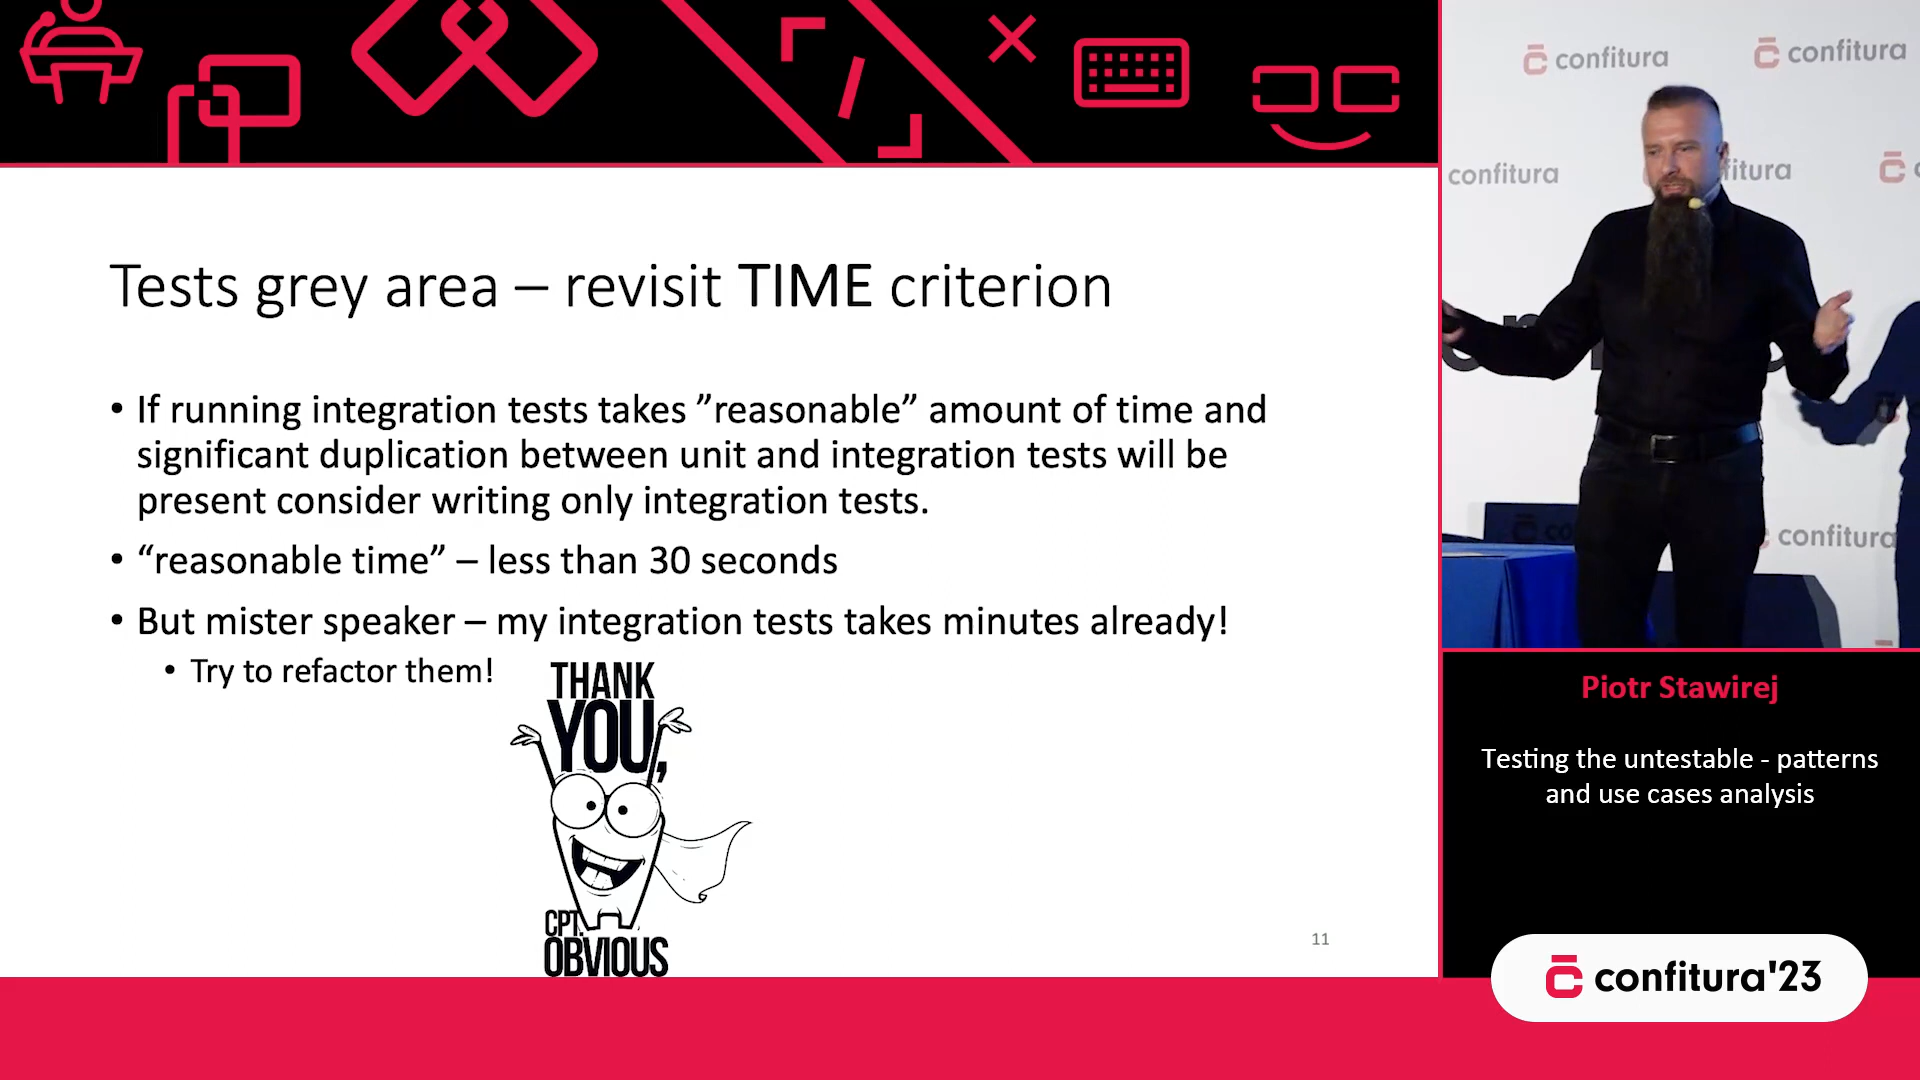 Tests grey area – revisit TIME criterion
• If running integration tests takes ”reasonable” amount of time and
significant duplication between unit and integration tests will be
present consider writing only integration tests.
• “reasonable time” – less than 30 seconds
• But mister speaker – my integration tests takes minutes already!
• Try to refactor them!
THANK
YOU,
CPT.
OBVIOUS
11
confitura
confitura
confitura
fitura
confitura
Piotr Stawirej
Testing the untestable - patterns
and use cases analysis
confitura'23